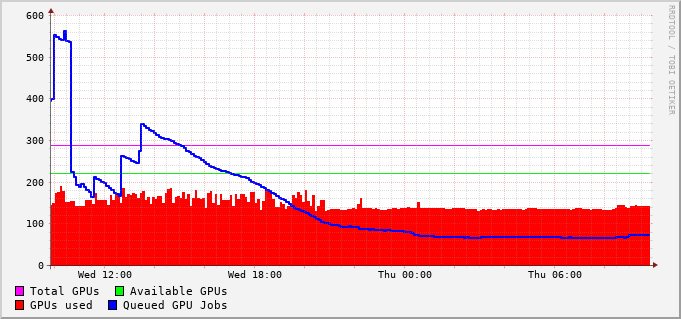 600
500
400
300
200
100
0
Wed 12:00 Wed 18:00 Thu 00:00 Thu 06:00
Total GPUs Available GPUs
GPUs used Queued GPU Jobs
RRDTOOL / TOBI OETIKER